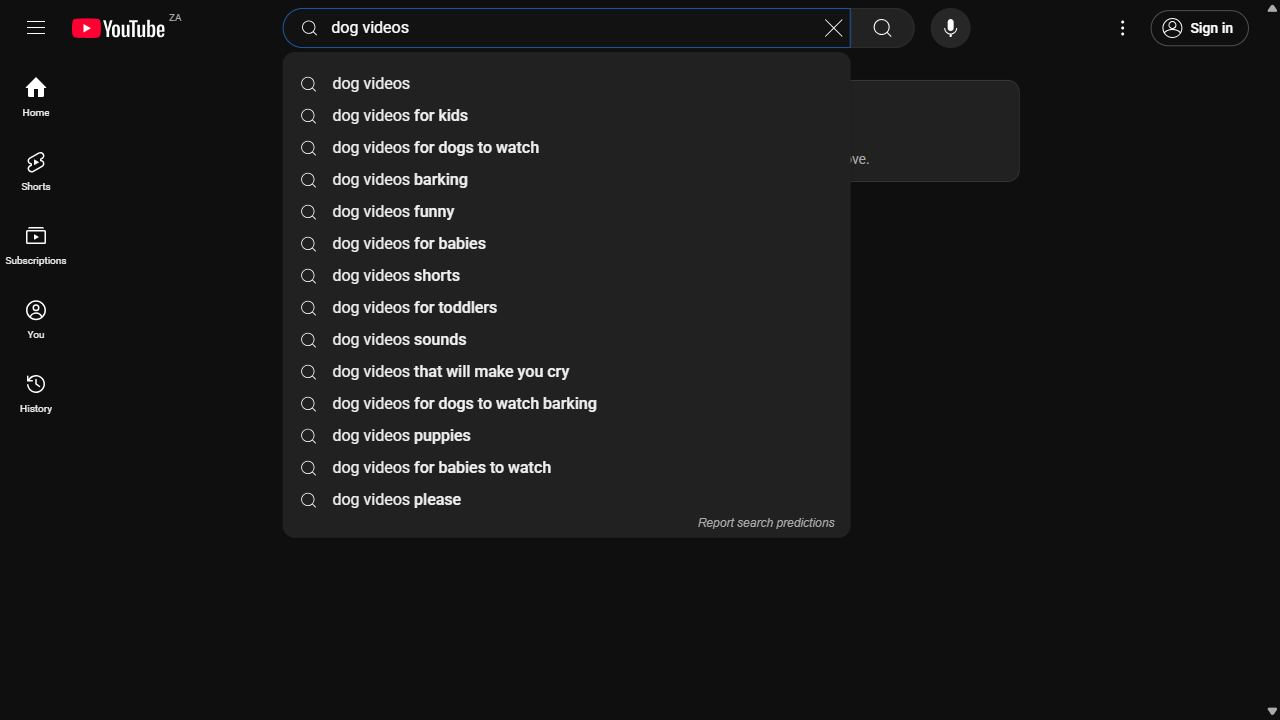 YouTube ZA
dog videos
Sign in
dog videos
dog videos for kids
dog videos for dogs to watch
dog videos barking
dog videos funny
dog videos for babies
dog videos shorts
dog videos for toddlers
dog videos sounds
dog videos that will make you cry
dog videos for dogs to watch barking
dog videos puppies
dog videos for babies to watch
dog videos please
Report search predictions
Home
Shorts
Subscriptions
You
History